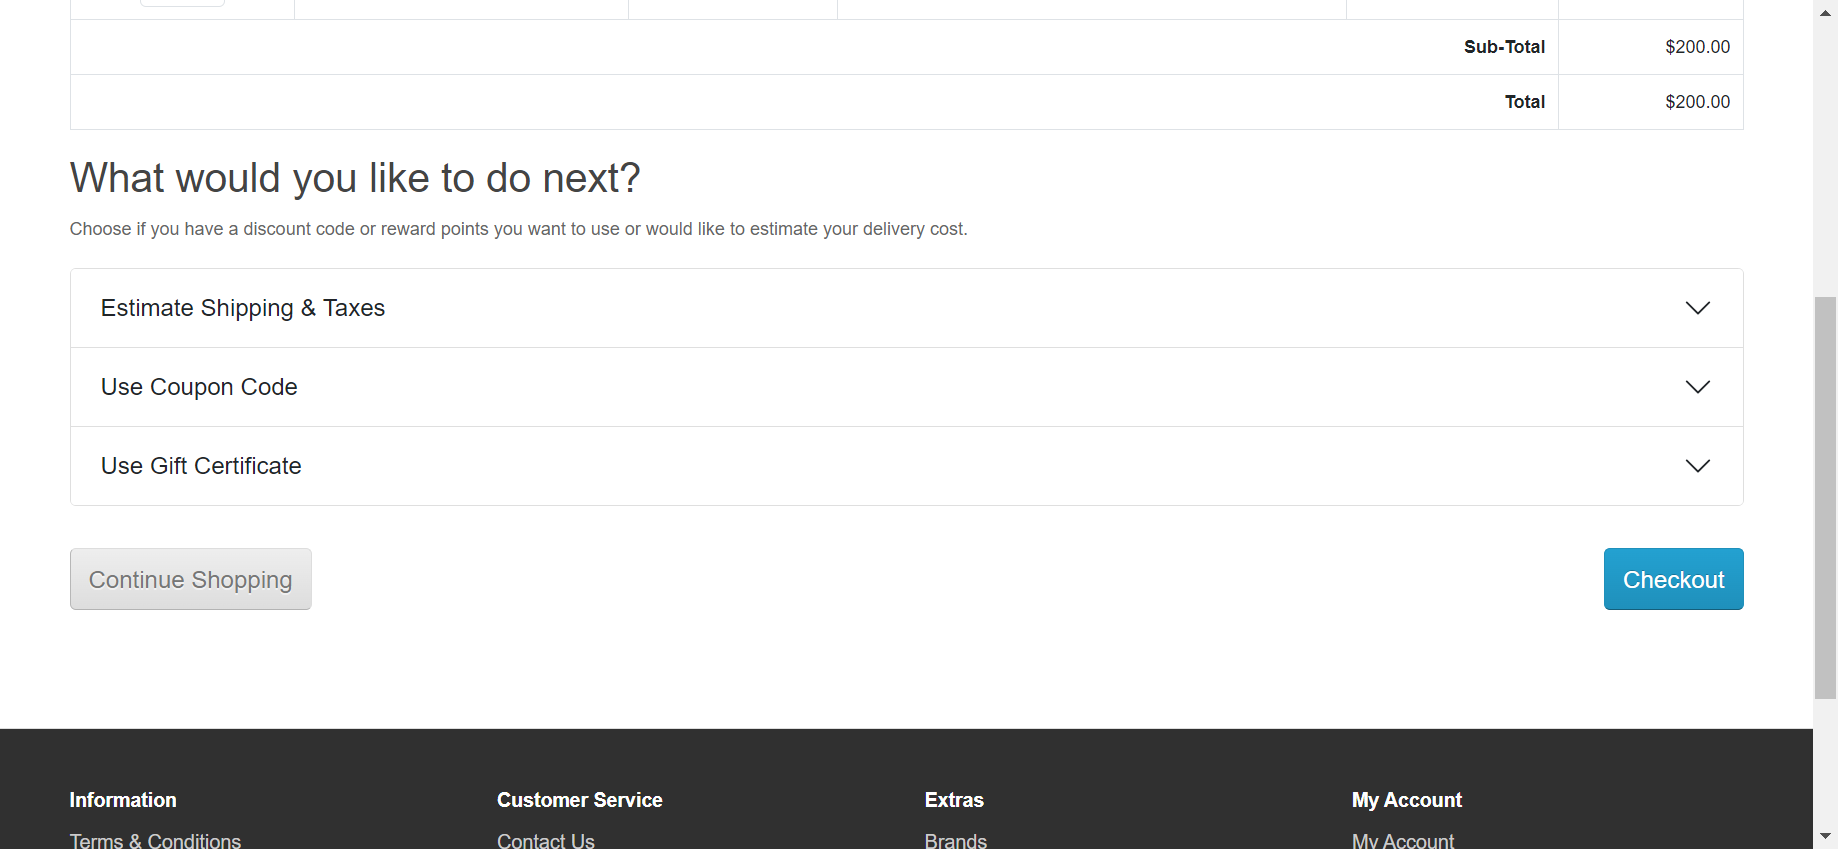 Sub-Total $200.00
Total $200.00
What would you like to do next?
Choose if you have a discount code or reward points you want to use or would like to estimate your delivery cost.
Estimate Shipping & Taxes
Use Coupon Code
Use Gift Certificate
Continue Shopping Checkout
Information Customer Service Extras My Account
Terms & Conditions Contact Us Brands My Account